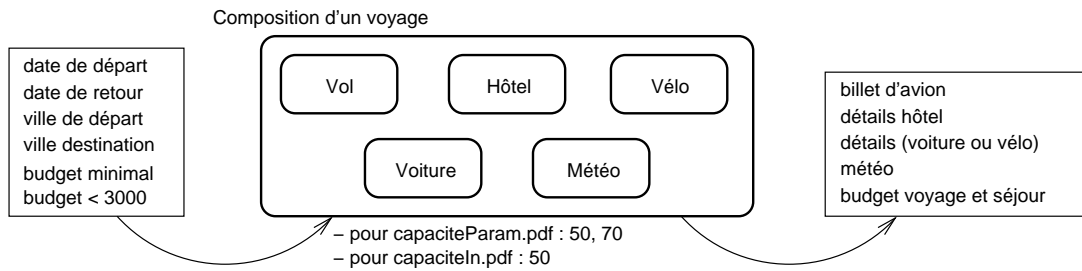 Composition d'un voyage
date de départ
date de retour
ville de départ
ville destination
budget minimal
budget < 3000
Vol
Hôtel
Vélo
Voiture
Météo
– pour capaciteParam.pdf : 50, 70
– pour capaciteIn.pdf : 50
billet d'avion
détails hôtel
détails (voiture ou vélo)
météo
budget voyage et séjour